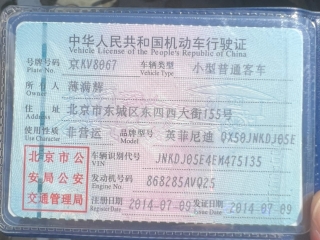 中华人民共和国机动车行驶证
Vehicle License of the People's Republic of China
号牌号码 京KV8067 车辆类型 小型普通客车
Plate No. Vehicle Type
所有人 薄满辉
Owner
住址 北京市东城区东四西大街155号
Address
使用性质 非营运 品牌型号 英菲尼迪 QX50JNKDJ05E
Use Character Model
北京市公
安局公安
交通管理局
车辆识别代号 JNKDJ05E4EM475135
VIN
发动机号码 868285AVQ25
Engine No.
注册日期 2014-07-09 发证日期 2014-07-09
Register Date Issue Date